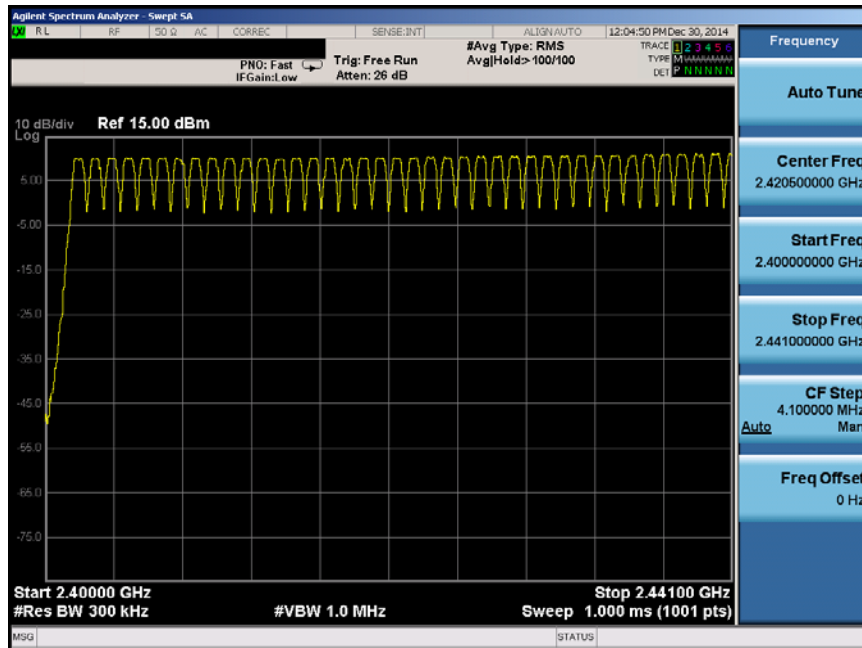 Agilent Spectrum Analyzer - Swept SA
RL RF 50 Ω AC CORREC SENSE:INT ALIGN AUTO 12:04:50 PM Dec 30, 2014
PNO: Fast
IFGain:Low
Trig: Free Run
Atten: 26 dB
#Avg Type: RMS
Avg|Hold:> 100/100
TRACE 1 2 3 4 5 6
TYPE M
DET P N N N N N
10 dB/div Ref 15.00 dBm
Log
5.00
-5.00
-15.0
-25.0
-35.0
-45.0
-55.0
-65.0
-75.0
Start 2.40000 GHz Stop 2.44100 GHz
#Res BW 300 kHz #VBW 1.0 MHz Sweep 1.000 ms (1001 pts)
MSG STATUS
Frequency
Auto Tune
Center Freq
2.420500000 GHz
Start Freq
2.400000000 GHz
Stop Freq
2.441000000 GHz
CF Step
4.100000 MHz
Auto Man
Freq Offset
0 Hz